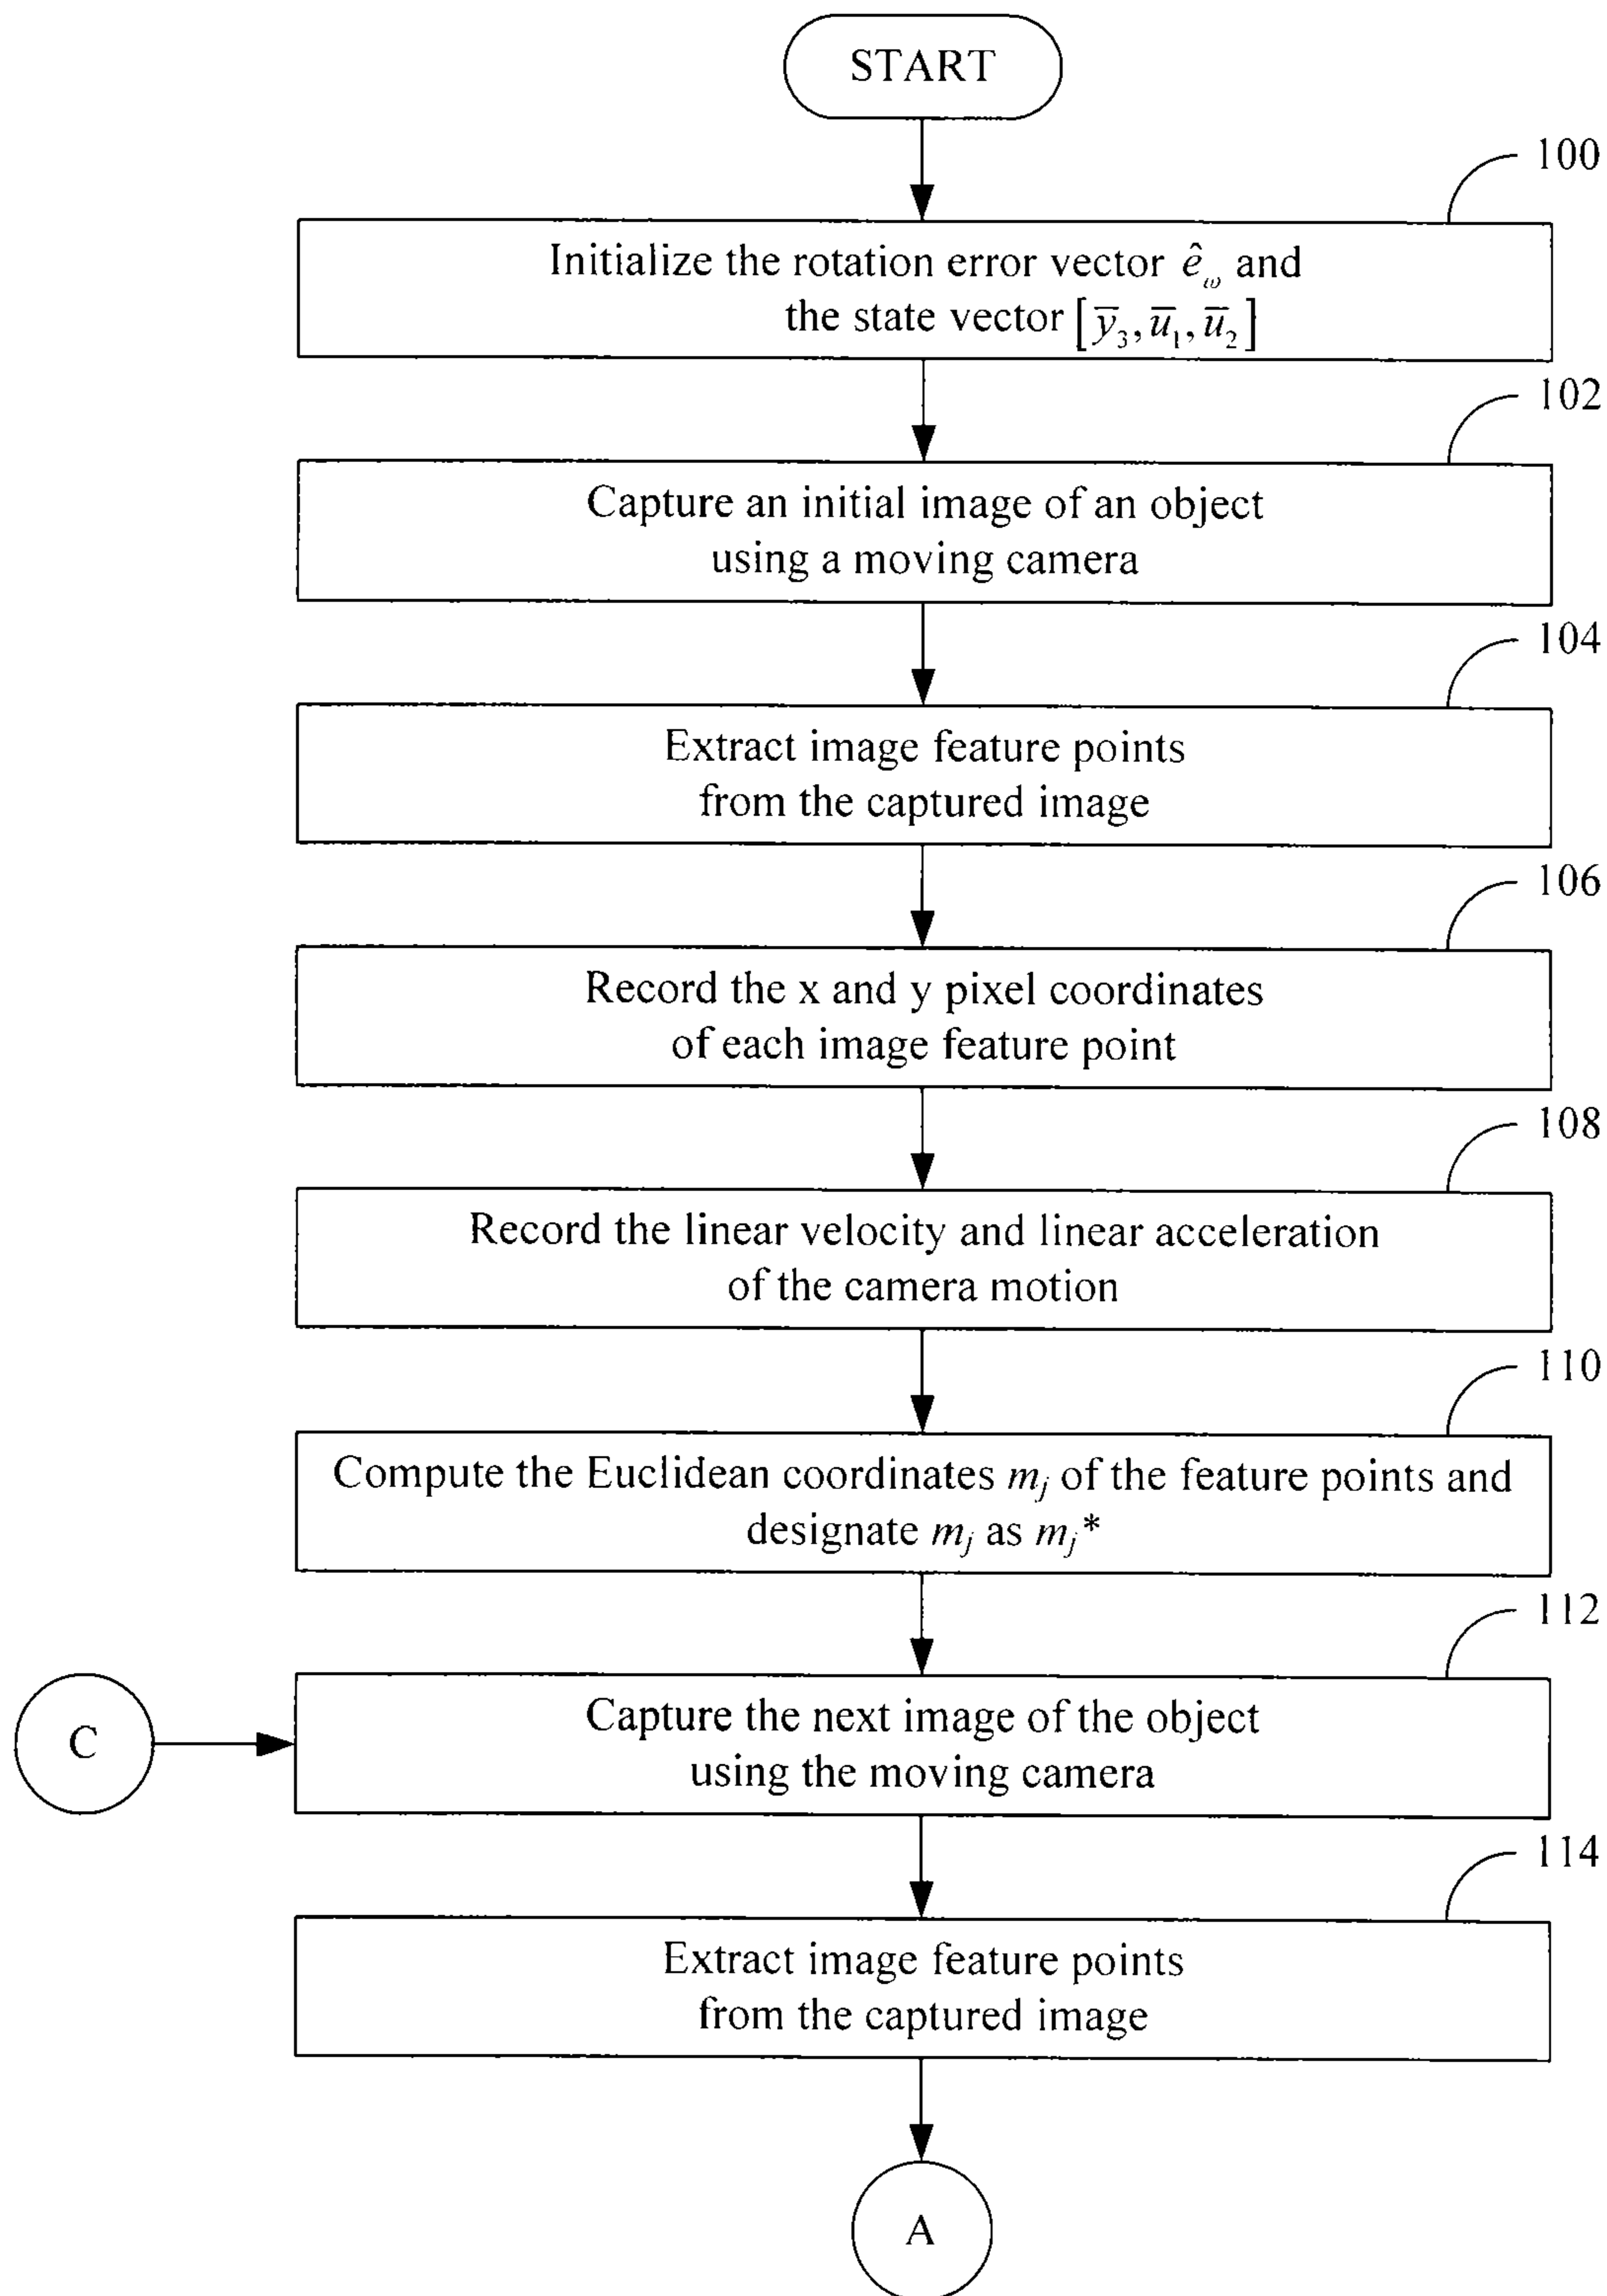 START
100
Initialize the rotation error vector ê_ω and
the state vector [y̅₃, u̅₁, u̅₂]
102
Capture an initial image of an object
using a moving camera
104
Extract image feature points
from the captured image
106
Record the x and y pixel coordinates
of each image feature point
108
Record the linear velocity and linear acceleration
of the camera motion
110
Compute the Euclidean coordinates m_j of the feature points and
designate m_j as m_j*
112
C
Capture the next image of the object
using the moving camera
114
Extract image feature points
from the captured image
A